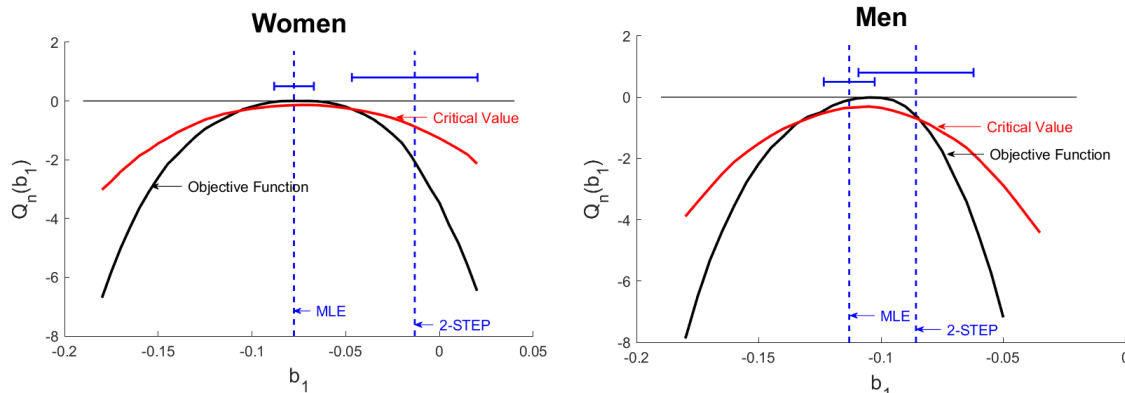 Women
2
0
-2
-4
-6
-8
Q_n(b_1)
Critical Value
Objective Function
MLE
2-STEP
-0.2
-0.15
-0.1
-0.05
0
0.05
b_1
Men
2
0
-2
-4
-6
-8
Q_n(b_1)
Critical Value
Objective Function
MLE
2-STEP
-0.2
-0.15
-0.1
-0.05
0
b_1